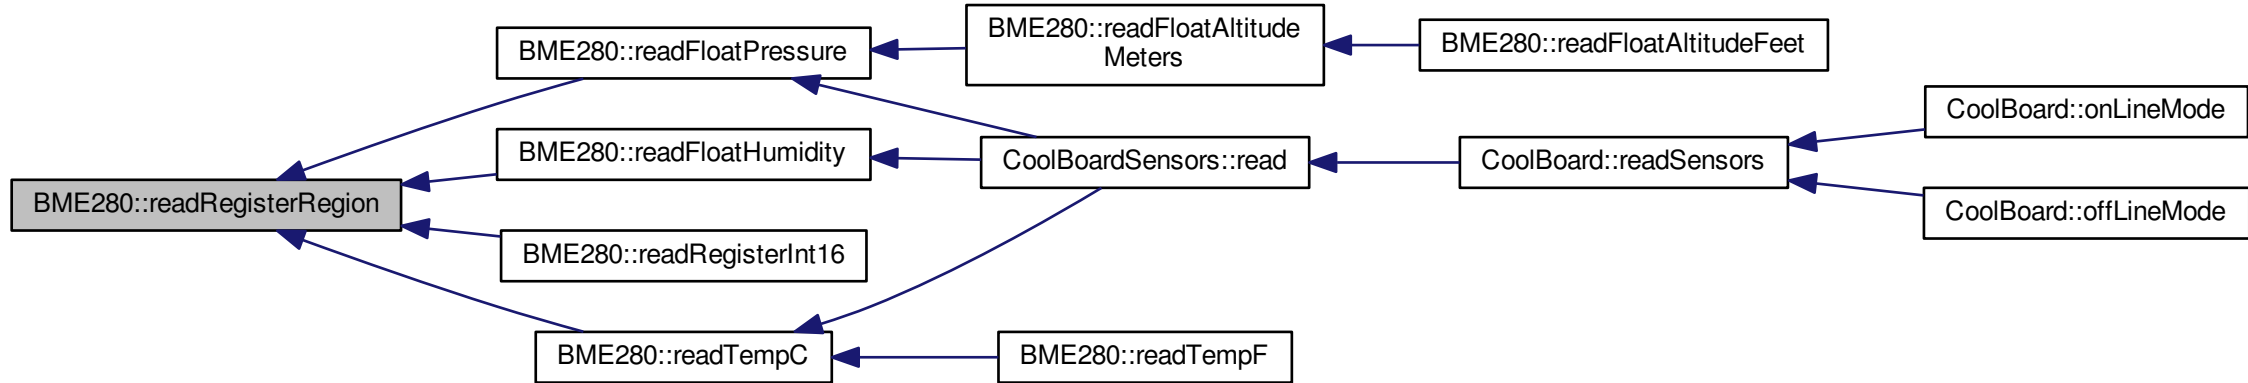 BME280::readRegisterRegion
BME280::readFloatPressure
BME280::readFloatHumidity
BME280::readRegisterInt16
BME280::readTempC
BME280::readFloatAltitude
Meters
CoolBoardSensors::read
BME280::readTempF
BME280::readFloatAltitudeFeet
CoolBoard::readSensors
CoolBoard::onLineMode
CoolBoard::offLineMode